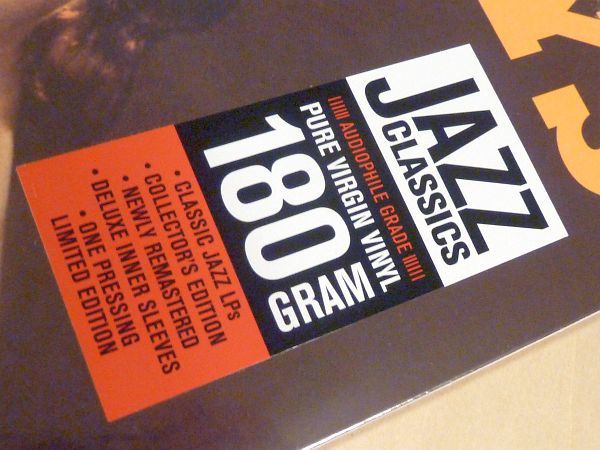 JAZZ
CLASSICS
AUDIOPHILE GRADE
PURE VIRGIN VINYL
180
GRAM
• CLASSIC JAZZ LPs
• COLLECTOR'S EDITION
• NEWLY REMASTERED
• DELUXE INNER SLEEVES
• ONE PRESSING
LIMITED EDITION